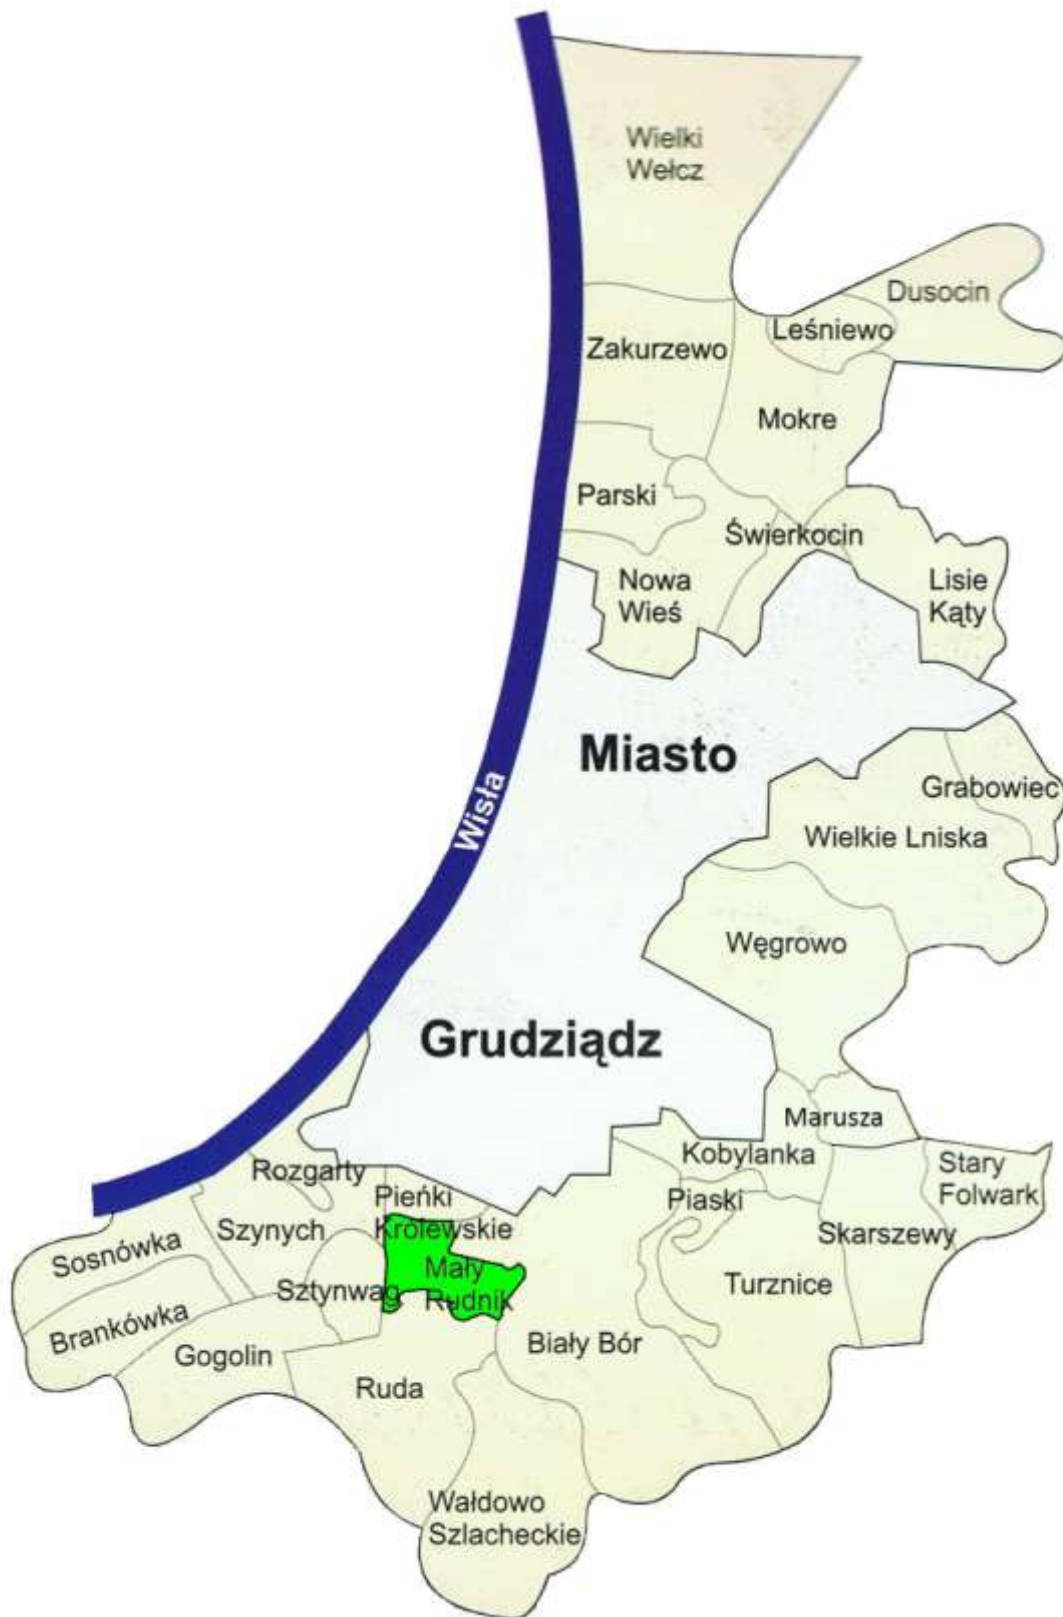 Wielki
Wełcz
Dusocin
Leśniewo
Zakurzewo
Mokre
Parski
Świerkocin
Nowa
Wieś
Lisie
Kąty
Miasto
Grabowiec
Wisła
Wielkie Lniska
Węgrowo
Grudziądz
Marusza
Kobylanka
Stary
Folwark
Rozgarty
Pieńki
Królewskie
Piaski
Szynych
Skarszewy
Sosnówka
Mały
Rudnik
Sztynwag
Turznice
Brankówka
Gogolin
Biały Bór
Ruda
Wałdowo
Szlacheckie